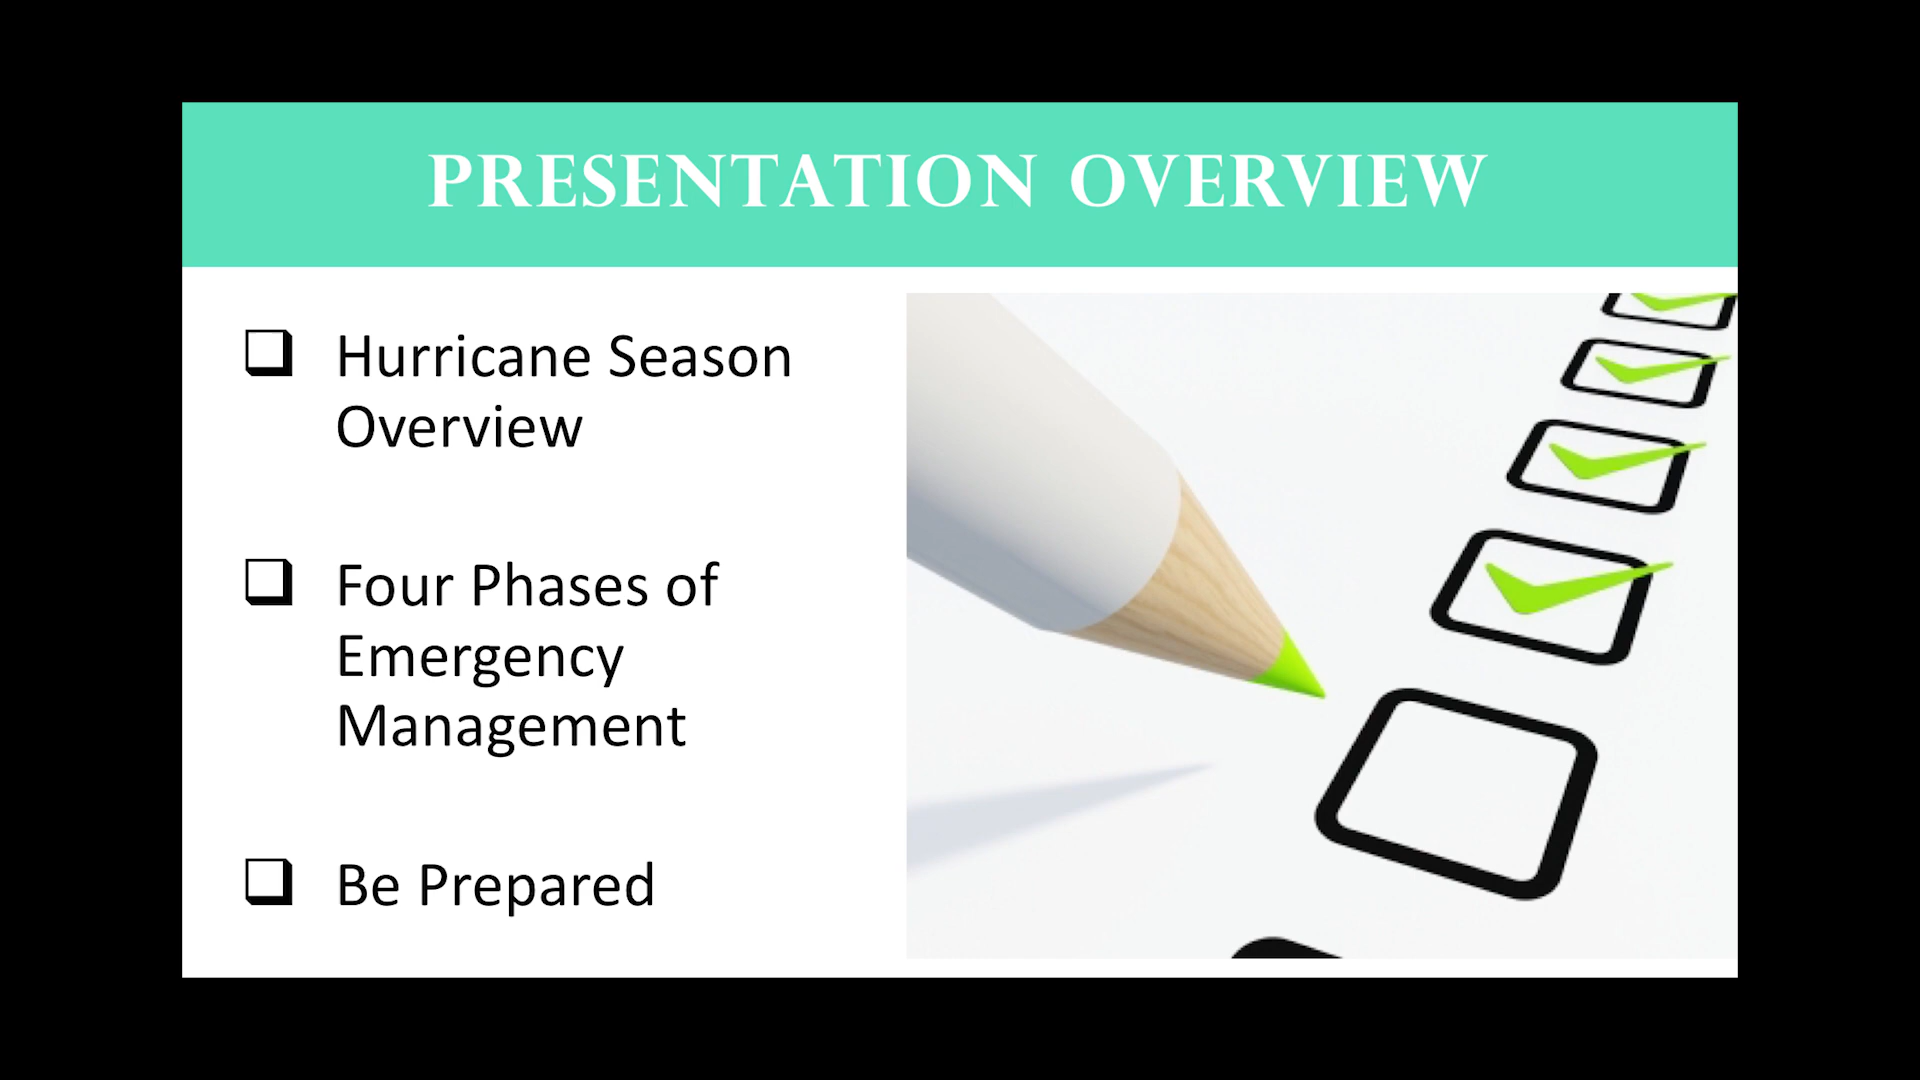 PRESENTATION OVERVIEW
Hurricane Season
Overview
Four Phases of
Emergency
Management
Be Prepared